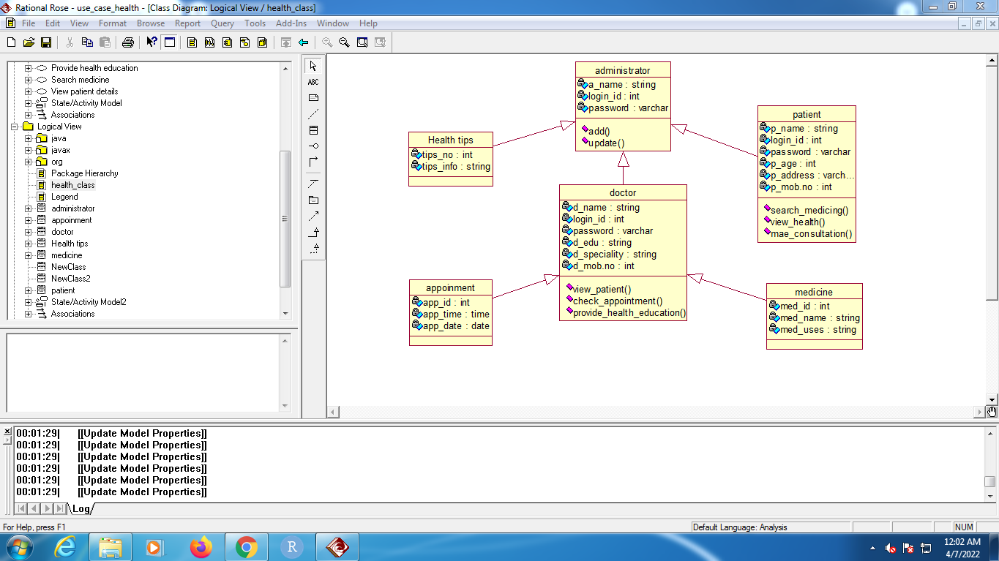 Rational Rose - use_case_health - [Class Diagram: Logical View / health_class]
File Edit View Format Browse Report Query Tools Add-Ins Window Help
ABC
Provide health education
Search medicine
View patient details
State/Activity Model
Associations
Logical View
java
javax
org
Package Hierarchy
health_class
Legend
administrator
appoinment
doctor
Health tips
medicine
NewClass
NewClass2
patient
State/Activity Model2
Associations
administrator
a_name : string
login_id : int
password : varchar
add()
update()
Health tips
tips_no : int
tips_info : string
patient
p_name : string
login_id : int
password : varchar
p_age : int
p_address : varch...
p_mob.no : int
search_medicing()
view_health()
mae_consultation()
doctor
d_name : string
login_id : int
password : varchar
d_edu : string
d_speciality : string
d_mob.no : int
view_patient()
check_appointment()
provide_health_education()
appoinment
app_id : int
app_time : time
app_date : date
medicine
med_id : int
med_name : string
med_uses : string
00:01:29| [[Update Model Properties]]
00:01:29| [[Update Model Properties]]
00:01:29| [[Update Model Properties]]
00:01:29| [[Update Model Properties]]
00:01:29| [[Update Model Properties]]
00:01:29| [[Update Model Properties]]
Log
For Help, press F1
Default Language: Analysis
NUM
R
12:02 AM
4/7/2022